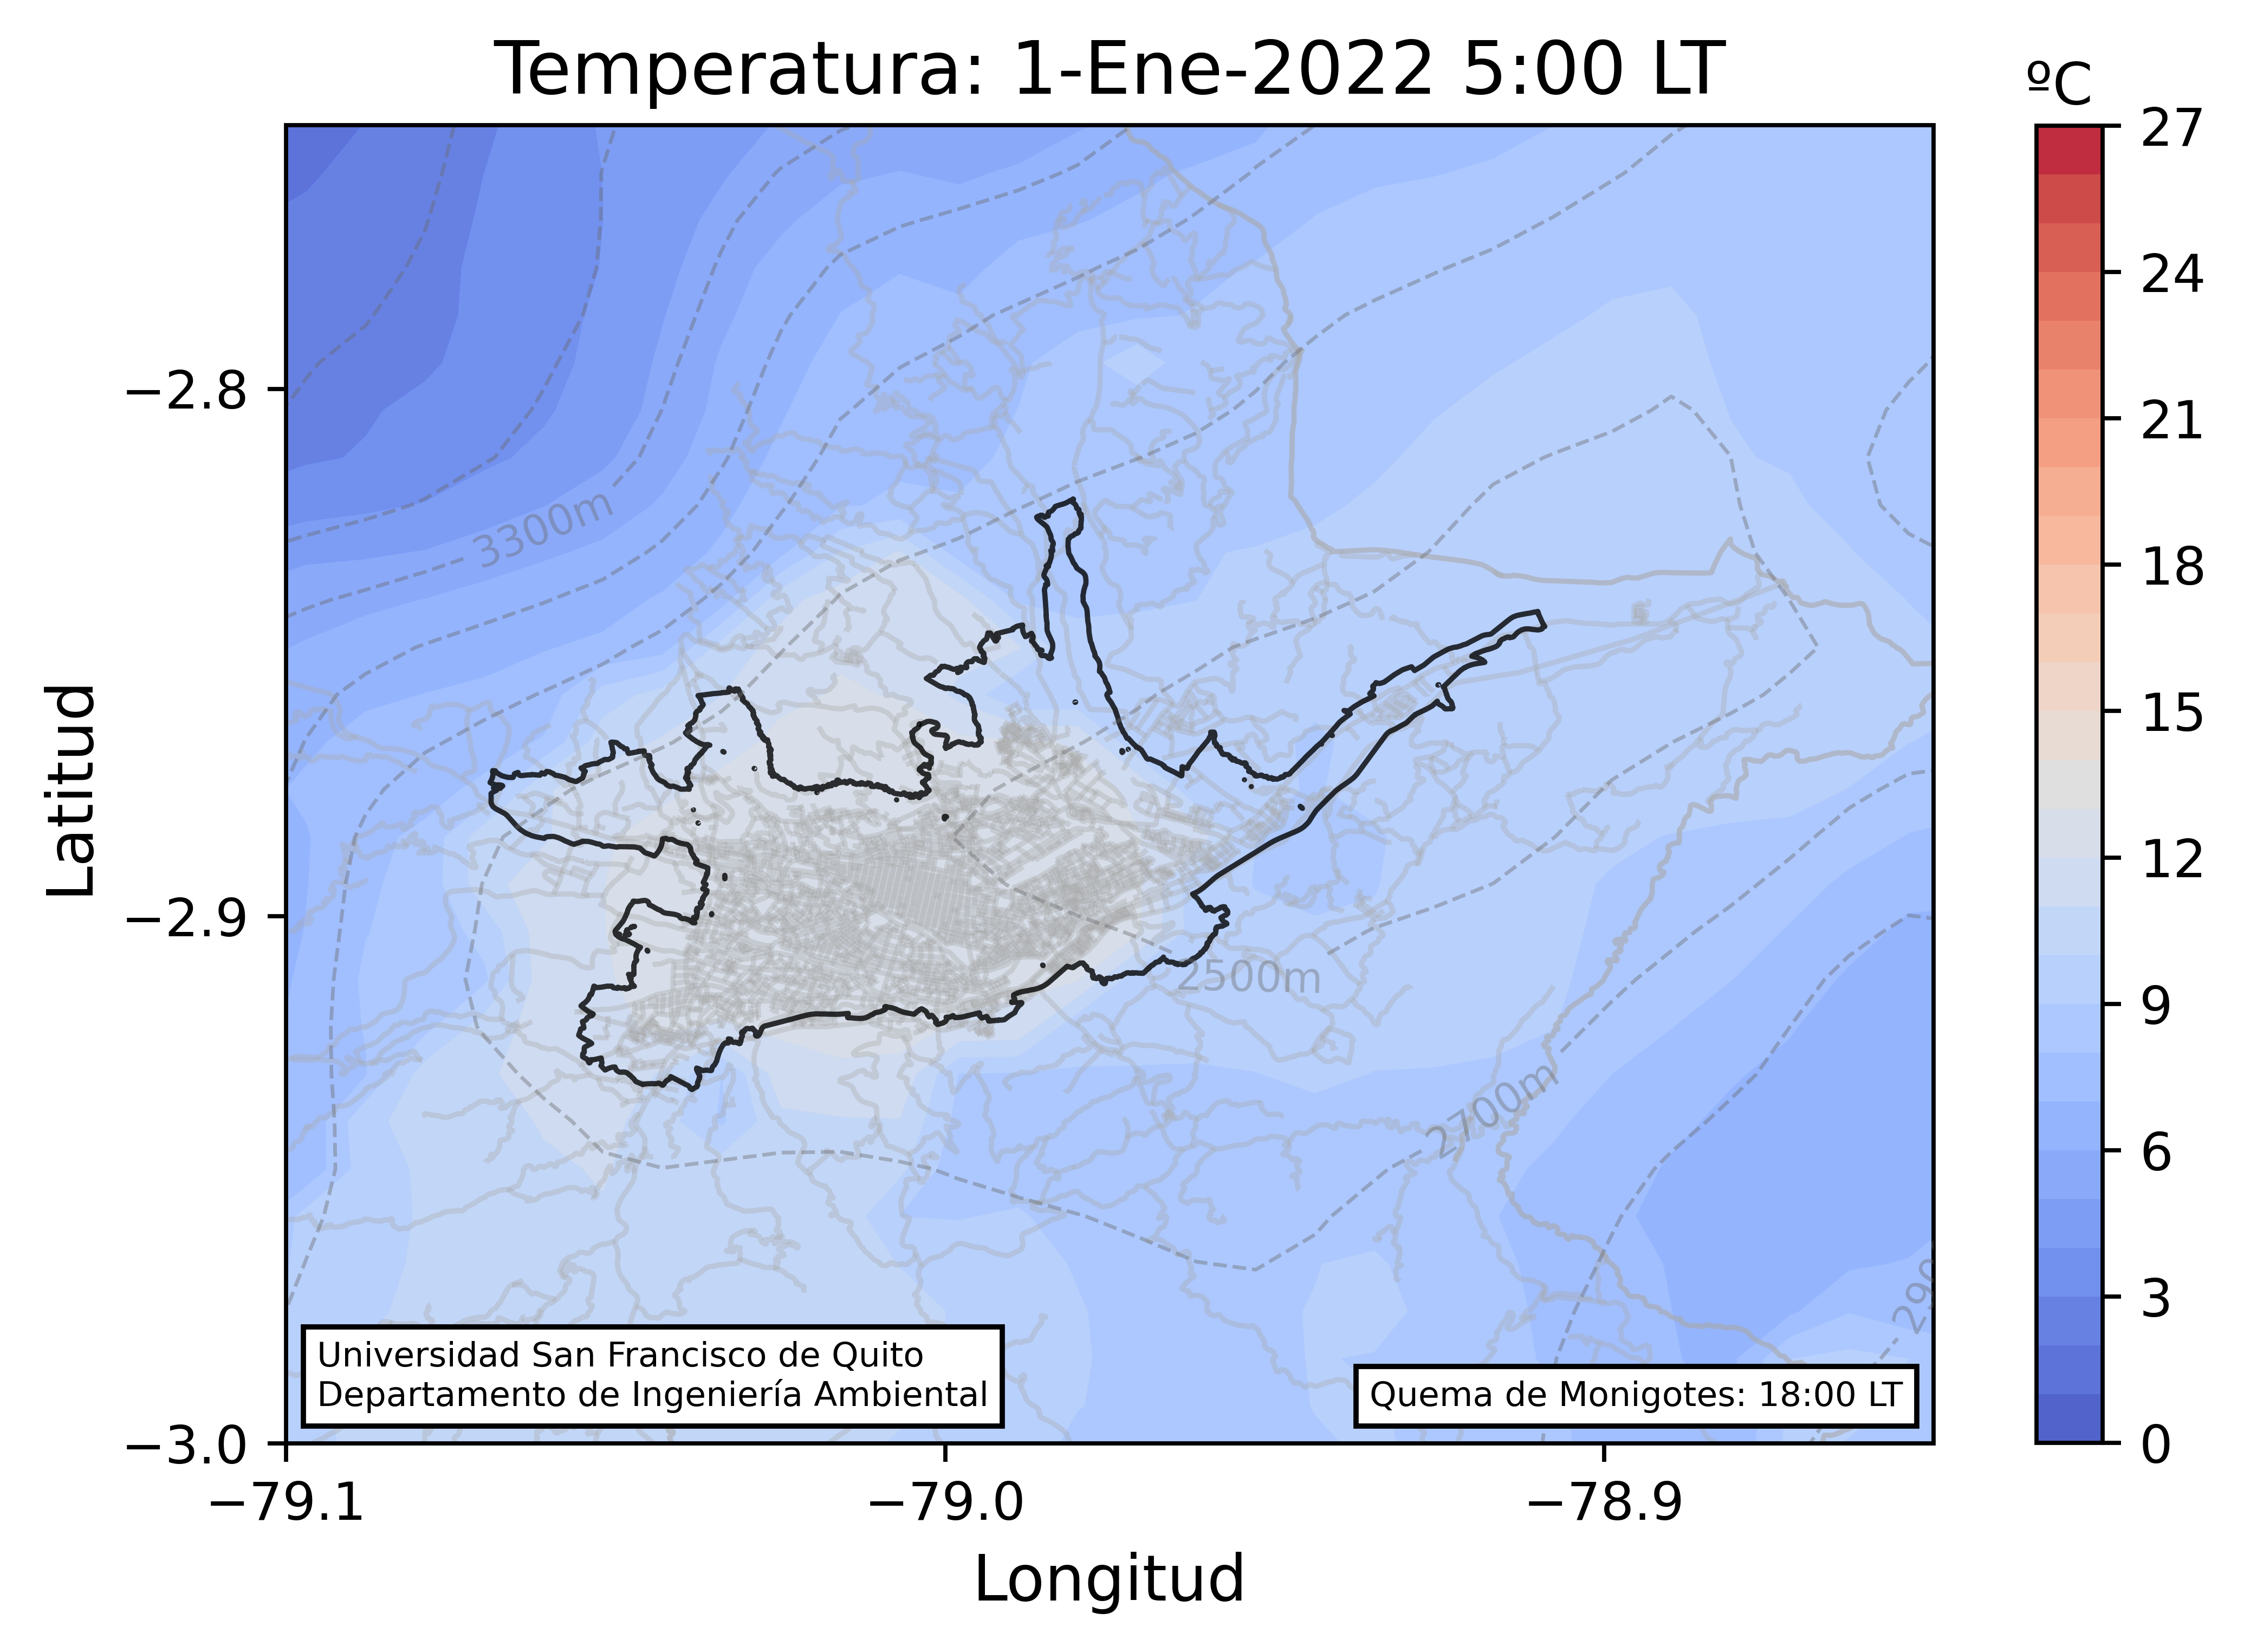 Temperatura: 1-Ene-2022 5:00 LT
ºC
27
24
21
18
15
12
9
6
3
0
Latitud
−2.8
−2.9
−3.0
3300m
2500m
2700m
290
Universidad San Francisco de Quito
Departamento de Ingeniería Ambiental
Quema de Monigotes: 18:00 LT
−79.1
−79.0
−78.9
Longitud